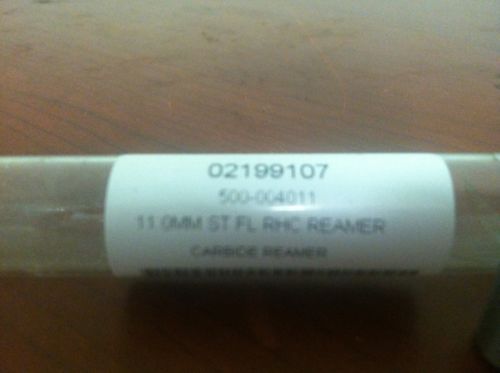 02199107
500-004011
11.0MM ST FL RHC REAMER
CARBIDE REAMER